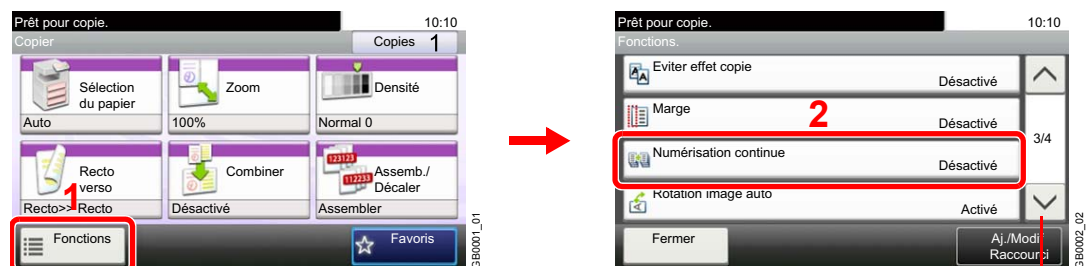 Prêt pour copie.
10:10
Copier
Copies 1
Sélection
du papier
Auto
Zoom
100%
Densité
Normal 0
Recto
verso
Recto>> Recto
Combiner
Désactivé
Assemb./
Décaler
Assembler
123123
112233
1
Fonctions
Favoris
GB0001_01
Prêt pour copie.
10:10
Fonctions.
Eviter effet copie
Désactivé
Marge
Désactivé
2
3/4
Numérisation continue
Désactivé
Rotation image auto
Activé
Fermer
Aj./Modif
Raccourci
GB0002_02